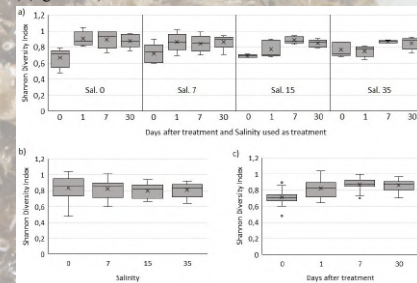 a)
Shannon Diversity Index
1,2
1
0,8
0,6
0,4
0,2
0
Sal. 0 Sal. 7 Sal. 15 Sal. 35
0 1 7 30 0 1 7 30 0 1 7 30 0 1 7 30
Days after treatment and Salinity used as treatment
b)
Shannon Diversity Index
1,2
1
0,8
0,6
0,4
0,2
0
0 7 15 35
Salinity
c)
Shannon Diversity Index
1,2
1
0,8
0,6
0,4
0,2
0
0 1 7 30
Days after treatment